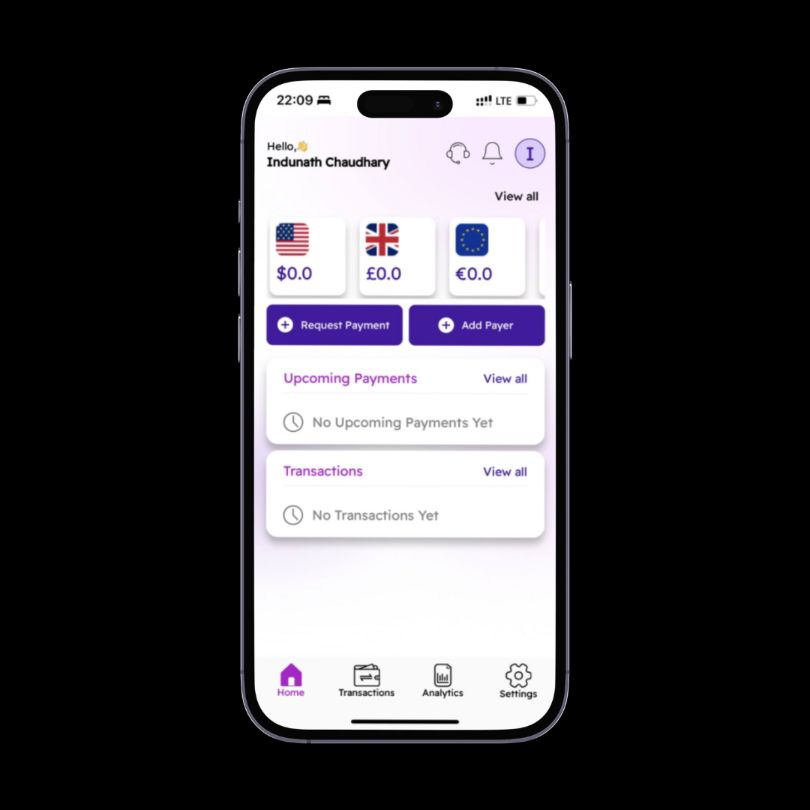 22:09 LTE
Hello,👋
Indunath Chaudhary
I
View all
$0.0 £0.0 €0.0
Request Payment Add Payer
Upcoming Payments View all
No Upcoming Payments Yet
Transactions View all
No Transactions Yet
Home Transactions Analytics Settings